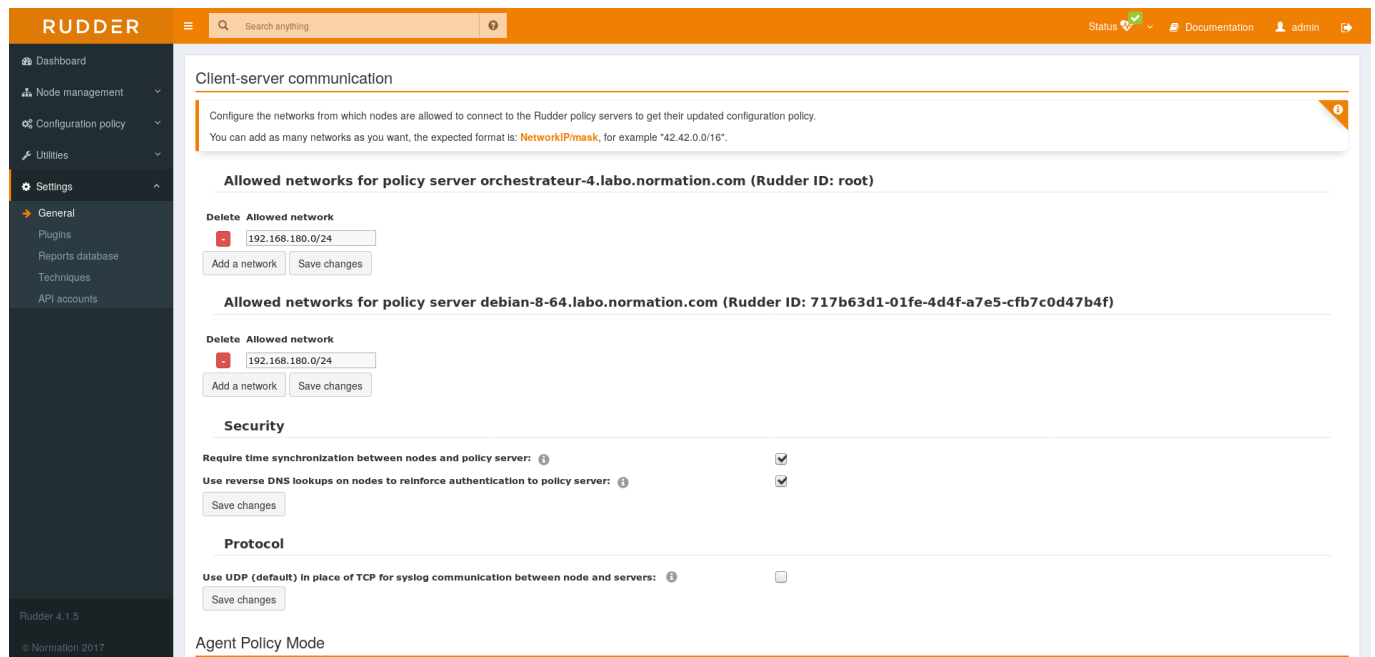 RUDDER
Search anything
Status
Documentation
admin
Dashboard
Node management
Configuration policy
Utilities
Settings
General
Plugins
Reports database
Techniques
API accounts
Rudder 4.1.5
© Normation 2017
Client-server communication
Configure the networks from which nodes are allowed to connect to the Rudder policy servers to get their updated configuration policy.
You can add as many networks as you want, the expected format is: NetworkIP/mask, for example "42.42.0.0/16".
Allowed networks for policy server orchestrateur-4.labo.normation.com (Rudder ID: root)
Delete Allowed network
- 192.168.180.0/24
Add a network Save changes
Allowed networks for policy server debian-8-64.labo.normation.com (Rudder ID: 717b63d1-01fe-4d4f-a7e5-cfb7c0d47b4f)
Delete Allowed network
- 192.168.180.0/24
Add a network Save changes
Security
Require time synchronization between nodes and policy server:
Use reverse DNS lookups on nodes to reinforce authentication to policy server:
Save changes
Protocol
Use UDP (default) in place of TCP for syslog communication between node and servers:
Save changes
Agent Policy Mode